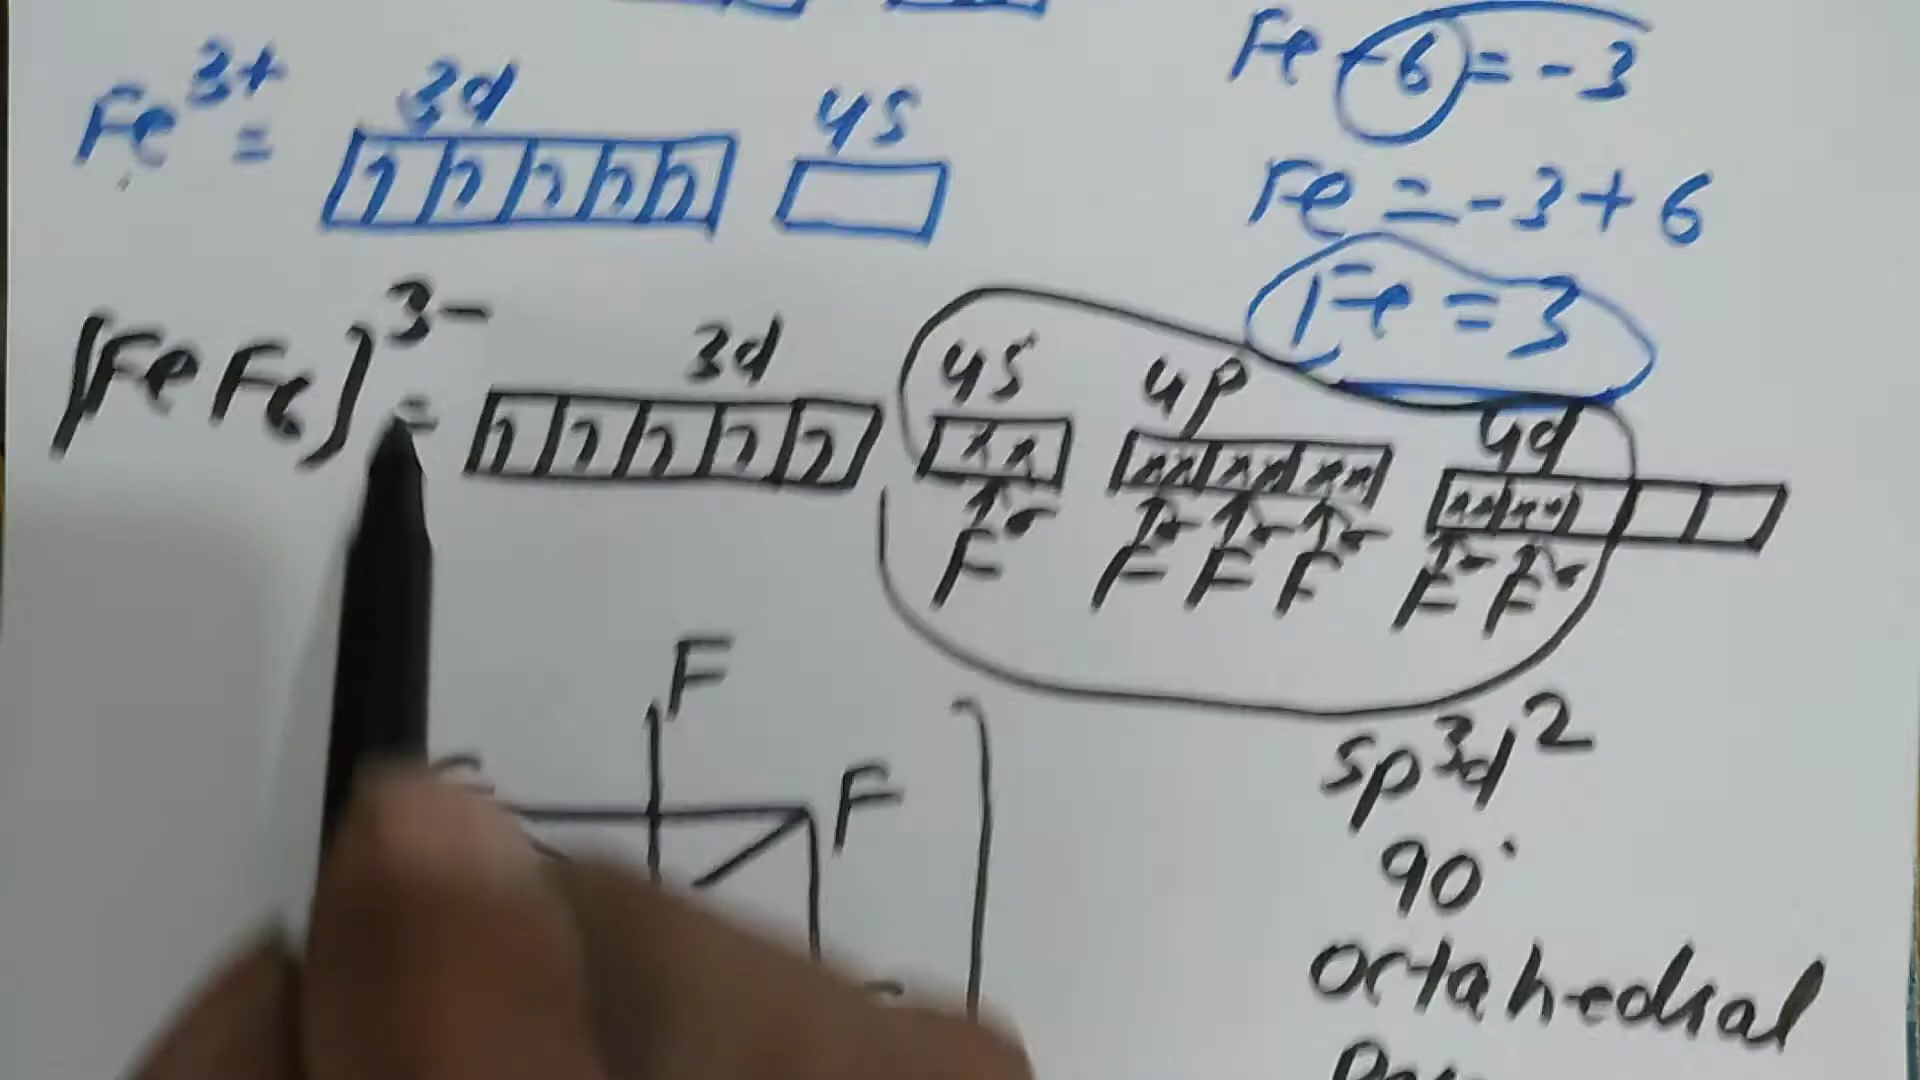 Fe - 6 = - 3
Fe³⁺ = 3d 4s
Fe = - 3 + 6
Fe = 3
[FeF₆]³⁻ = 3d 4s 4p 4d
F⁻ F⁻ F⁻ F⁻ F⁻ F⁻
F
F
sp³d²
90°
octahedral